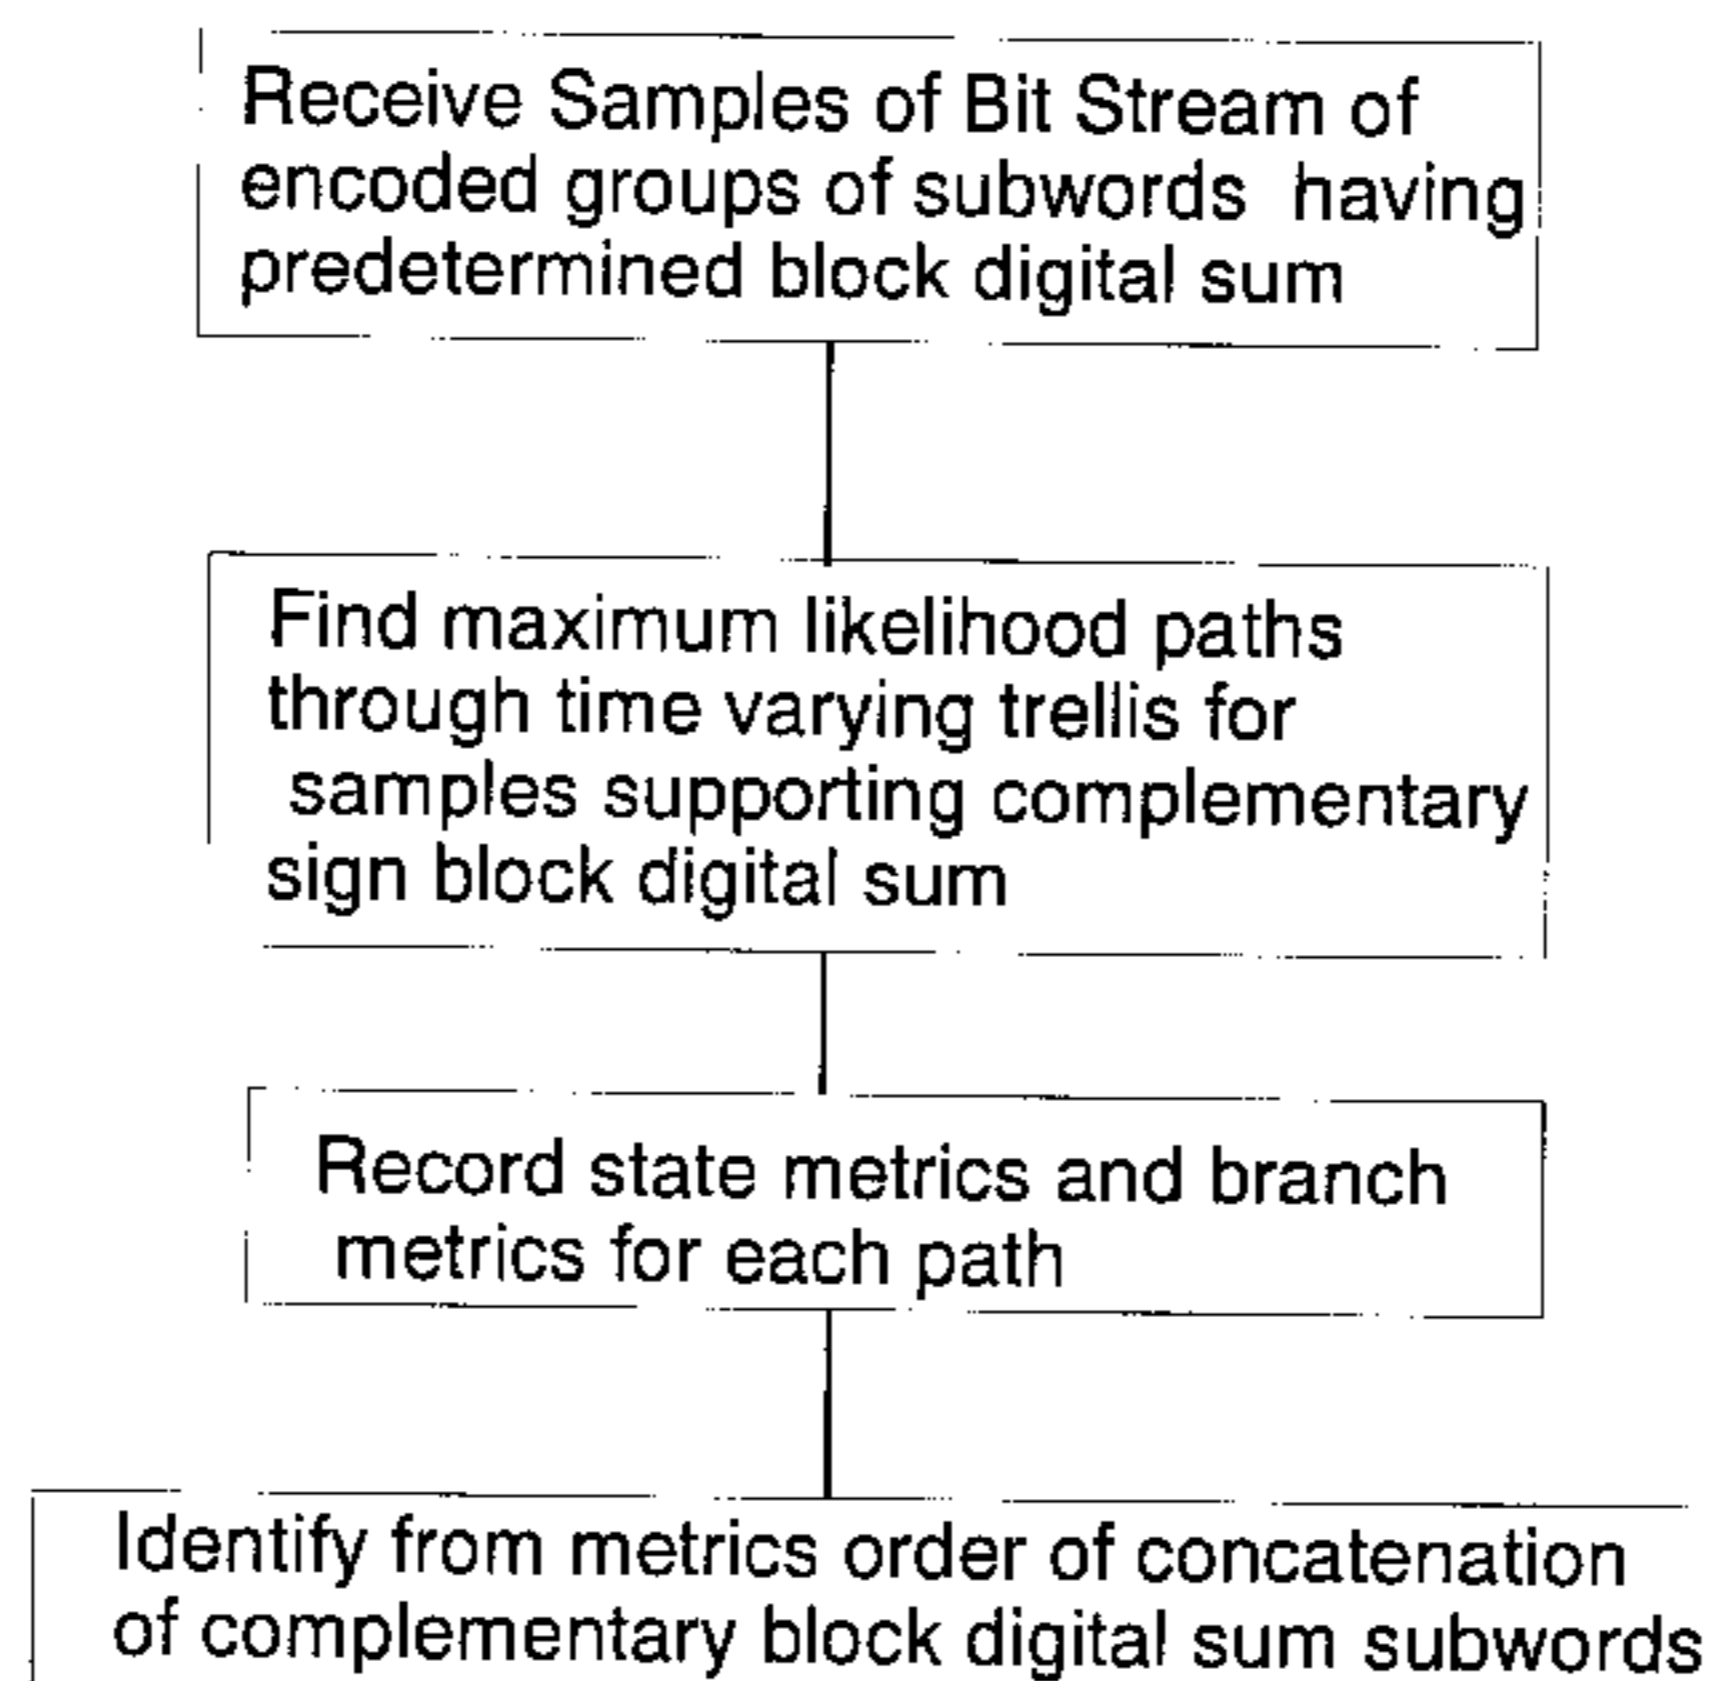 Receive Samples of Bit Stream of
encoded groups of subwords having
predetermined block digital sum
Find maximum likelihood paths
through time varying trellis for
samples supporting complementary
sign block digital sum
Record state metrics and branch
metrics for each path
Identify from metrics order of concatenation
of complementary block digital sum subwords